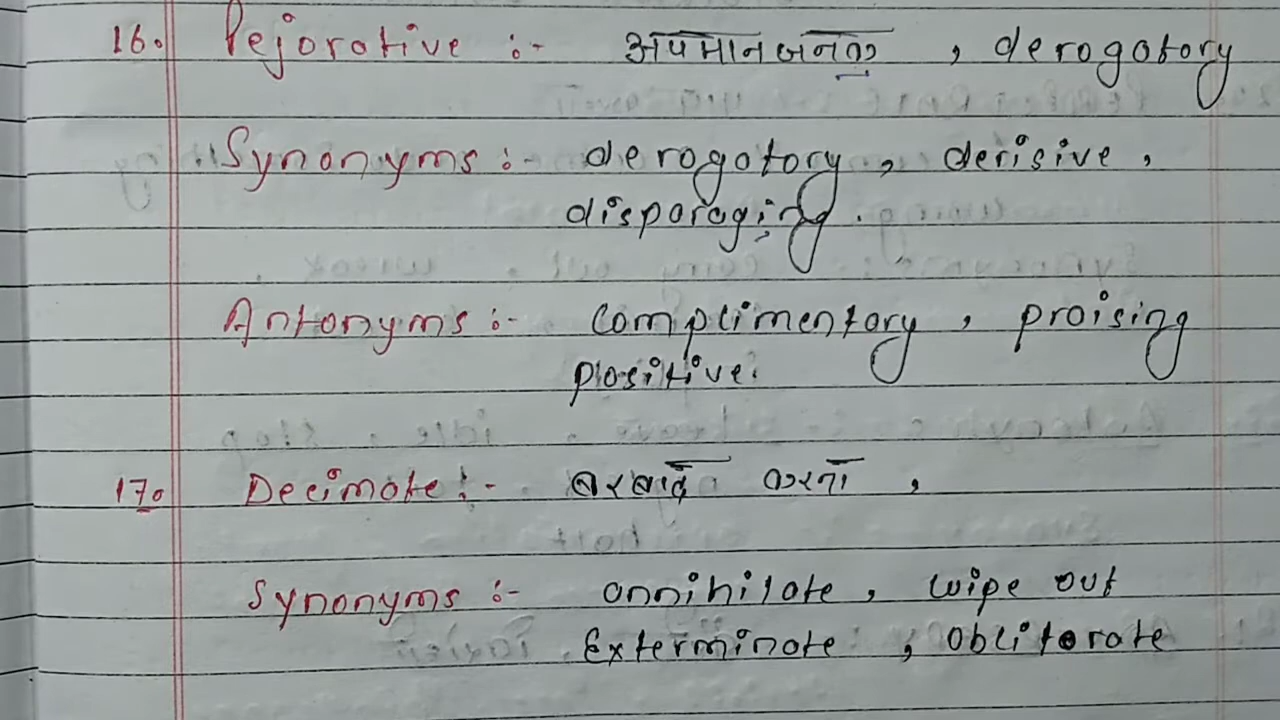 16. Pejorative :- अपमानजनक , derogatory
Synonyms :- derogatory , derisive ,
disparaging .
Antonyms :- Complimentary , praising
positive.
17. Decimate :- बरबाद करना ,
Synonyms :- annihilate , wipe out
Exterminate , Obliterate